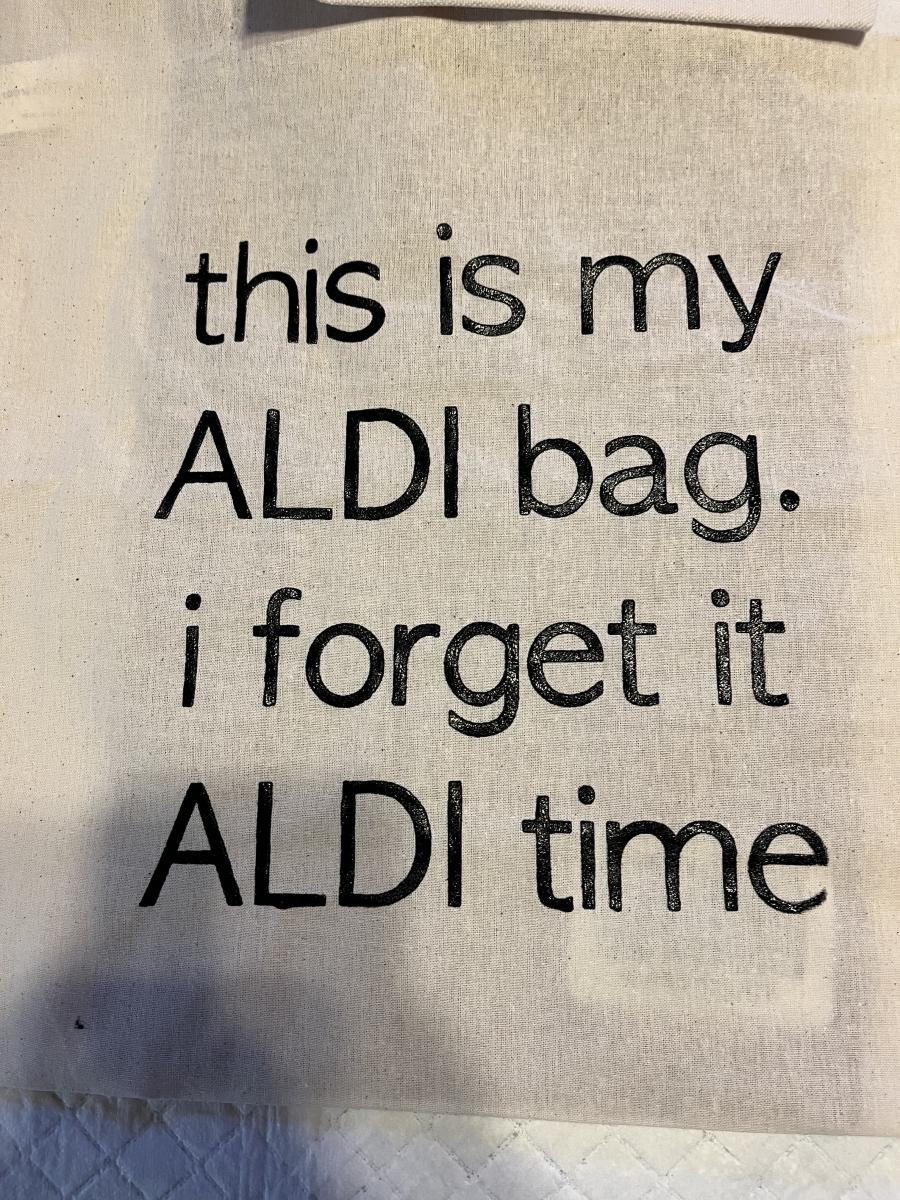 this is my
ALDI bag.
i forget it
ALDI time